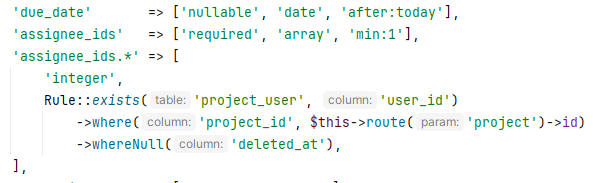 'due_date' => ['nullable', 'date', 'after:today'],
'assignee_ids' => ['required', 'array', 'min:1'],
'assignee_ids.*' => [
'integer',
Rule::exists( table: 'project_user', column: 'user_id')
->where( column: 'project_id', $this->route( param: 'project')->id)
->whereNull( column: 'deleted_at'),
],